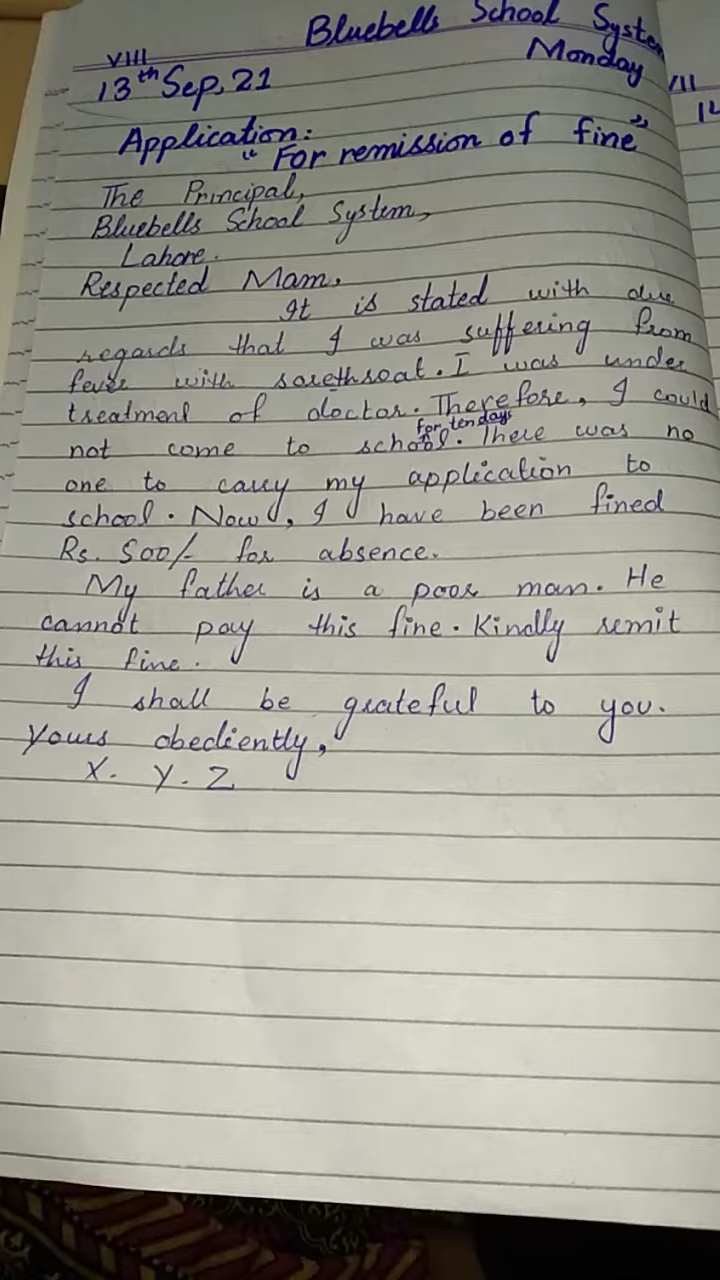 Bluebells School System
VIII
Monday
13th Sep, 21
Application:
"For remission of fine"
The Principal,
Bluebells School System,
Lahore.
Respected Mam,
It is stated with due
regards that I was suffering from
fever with sorethroat. I was under
treatment of doctor. Therefore, I could
for ten days
not come to school. There was no
one to carry my application to
school. Now, I have been fined
Rs. 500/- for absence.
My father is a poor man. He
cannot pay this fine. Kindly remit
this fine.
I shall be grateful to you.
Yours obediently,
X. Y. Z